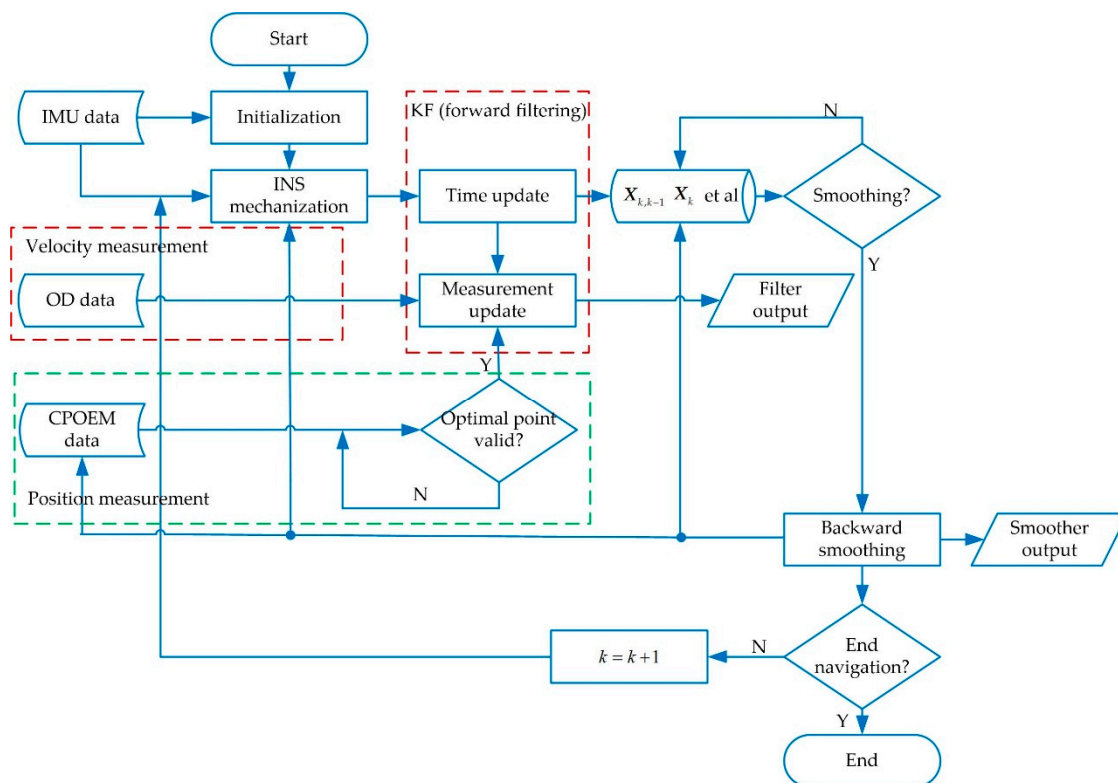 Start
IMU data
Initialization
KF (forward filtering)
N
INS
mechanization
Time update
X_{k,k-1} X_k et al
Smoothing?
Velocity measurement
Y
OD data
Measurement
update
Filter
output
Y
CPOEM
data
Optimal point
valid?
Position measurement
N
Backward
smoothing
Smoother
output
k = k+1
N
End
navigation?
Y
End